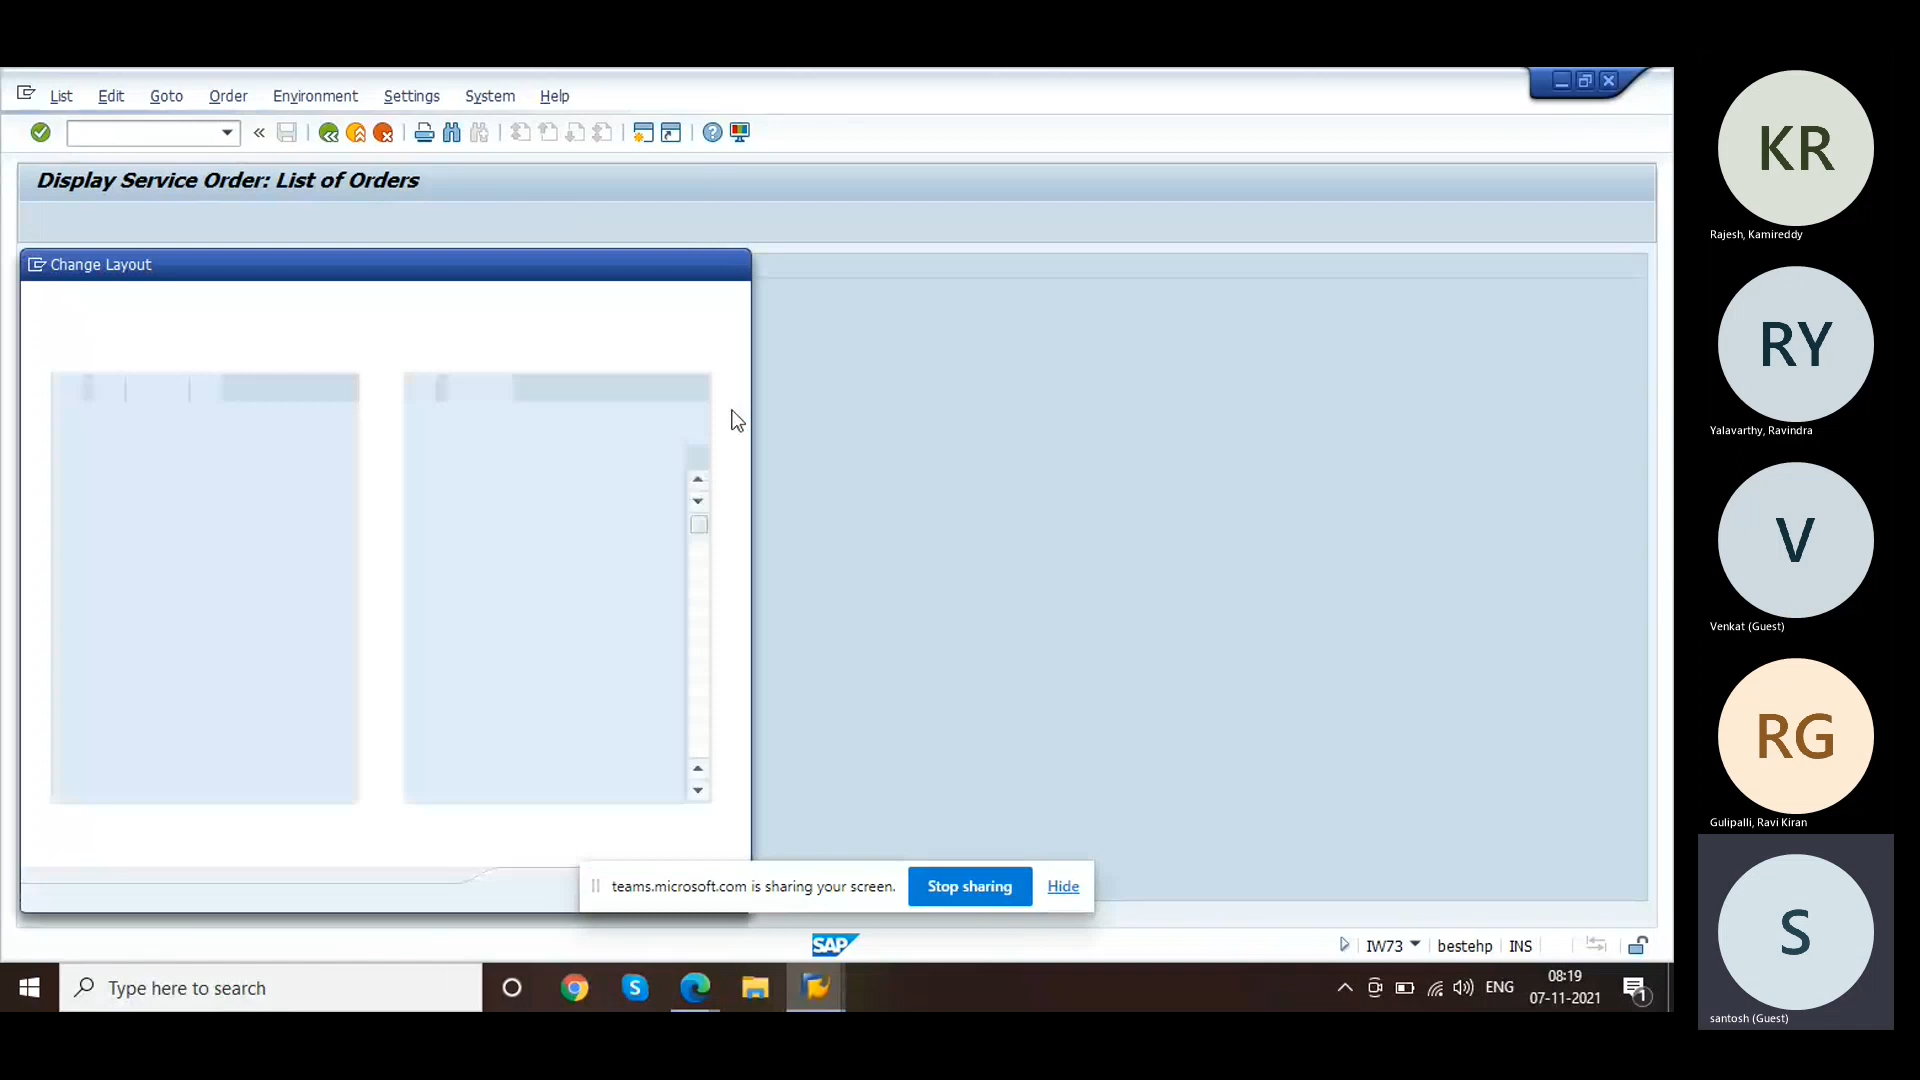 List Edit Goto Order Environment Settings System Help
Display Service Order: List of Orders
Change Layout
teams.microsoft.com is sharing your screen. Stop sharing Hide
SAP
IW73 bestehp INS
Type here to search
S
ENG
08:19
07-11-2021
1
KR
Rajesh, Kamireddy
RY
Yalavarthy, Ravindra
V
Venkat (Guest)
RG
Gulipalli, Ravi Kiran
S
santosh (Guest)